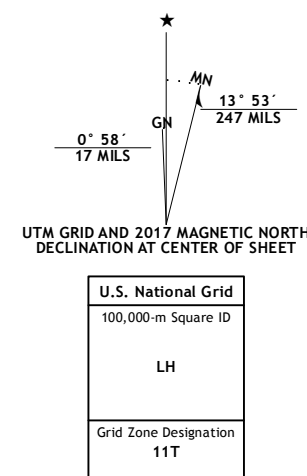 ★
MN
GN
13° 53´
247 MILS
0° 58´
17 MILS
UTM GRID AND 2017 MAGNETIC NORTH
DECLINATION AT CENTER OF SHEET
U.S. National Grid
100,000-m Square ID
LH
Grid Zone Designation
11T